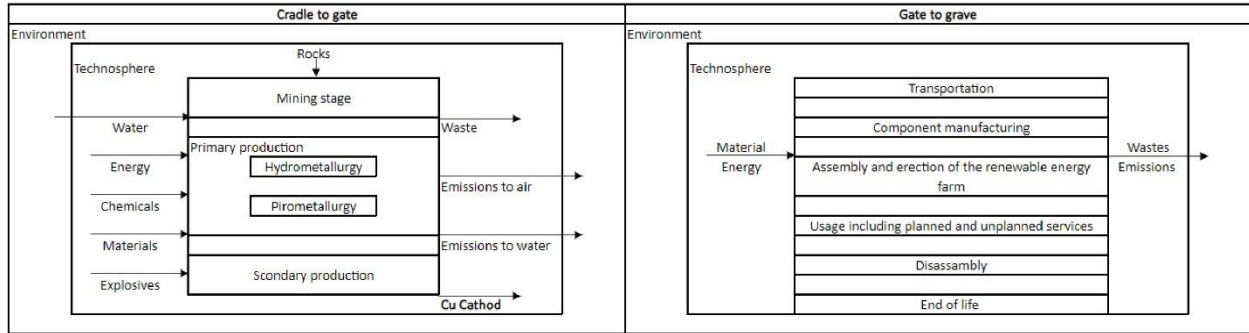 Cradle to gate
Environment
Technosphere
Rocks
Mining stage
Water
Waste
Primary production
Hydrometallurgy
Energy
Emissions to air
Chemicals
Pirometallurgy
Materials
Emissions to water
Scondary production
Explosives
Cu Cathod
Gate to grave
Environment
Technosphere
Transportation
Component manufacturing
Material
Energy
Assembly and erection of the renewable energy
farm
Wastes
Emissions
Usage including planned and unplanned services
Disassambly
End of life